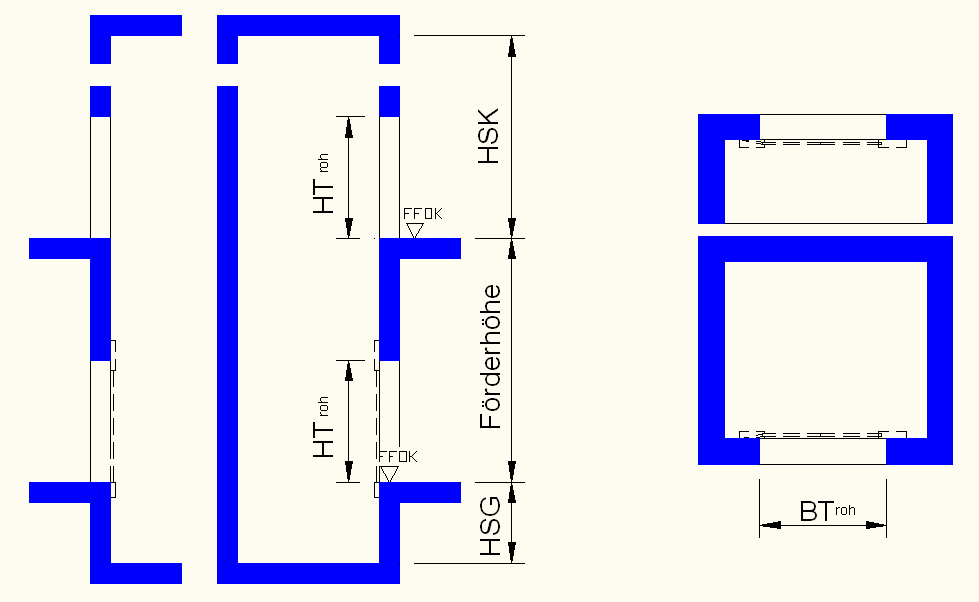 HSK
HT roh
FFOK
Förderhöhe
HT roh
FFOK
HSG
BT roh